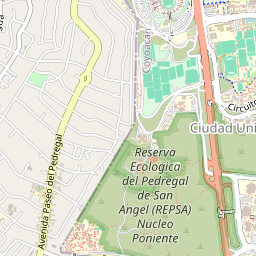 Coyoacán
Circuito
Ciudad Uni
Reserva
Ecologica
del Pedregal
de San
Angel (REPSA)
Nucleo
Poniente
Avenida Paseo del Pedregal